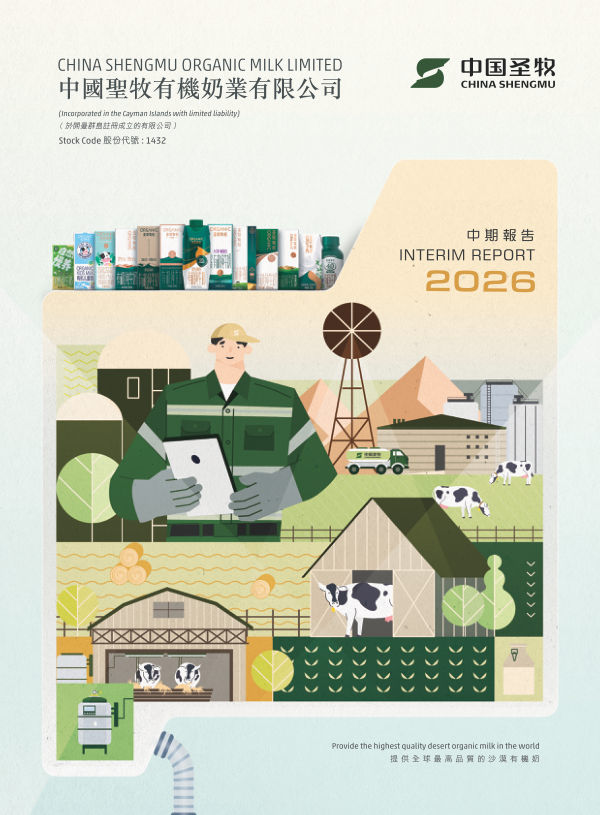 CHINA SHENGMU ORGANIC MILK LIMITED
中國聖牧有機奶業有限公司
(Incorporated in the Cayman Islands with limited liability)
（於開曼群島註冊成立的有限公司）
Stock Code 股份代號 : 1432
中国圣牧
CHINA SHENGMU
中期報告
INTERIM REPORT
2026
Provide the highest quality desert organic milk in the world
提供全球最高品質的沙漠有機奶